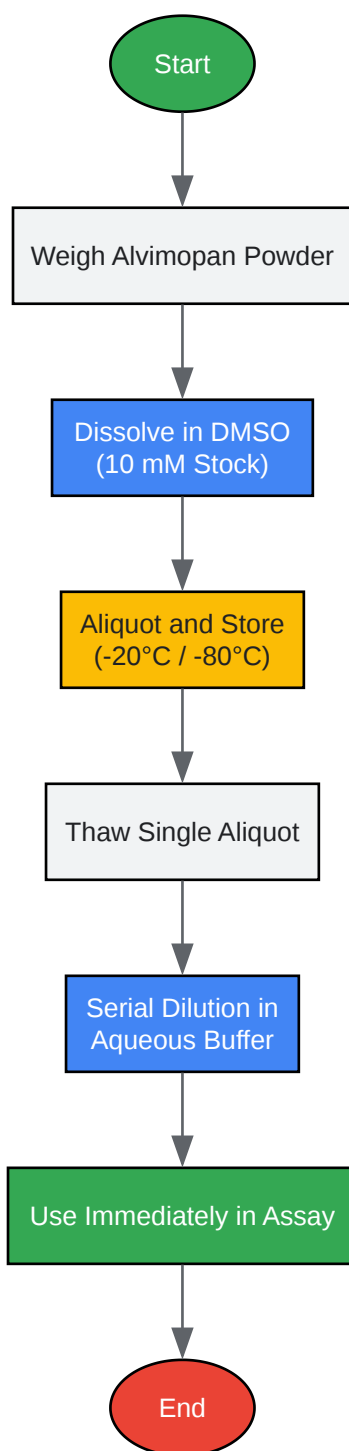 Start
Weigh Alvimopan Powder
Dissolve in DMSO
(10 mM Stock)
Aliquot and Store
(-20°C / -80°C)
Thaw Single Aliquot
Serial Dilution in
Aqueous Buffer
Use Immediately in Assay
End